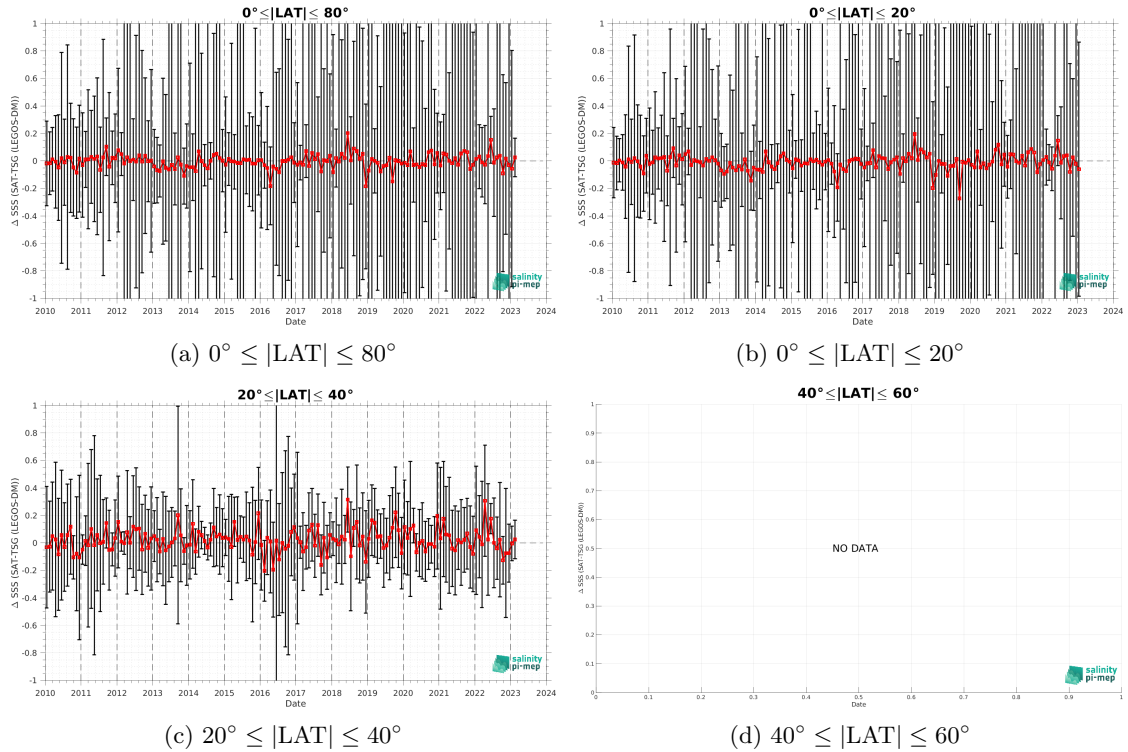 0°≤|LAT|≤ 80°
Δ SSS (SAT-TSG (LEGOS-DM))
1
0.8
0.6
0.4
0.2
0
-0.2
-0.4
-0.6
-0.8
-1
2010 2011 2012 2013 2014 2015 2016 2017 2018 2019 2020 2021 2022 2023 2024
Date
salinity
pi-mep
(a) 0° ≤ |LAT| ≤ 80°
0°≤|LAT|≤ 20°
Δ SSS (SAT-TSG (LEGOS-DM))
1
0.8
0.6
0.4
0.2
0
-0.2
-0.4
-0.6
-0.8
-1
2010 2011 2012 2013 2014 2015 2016 2017 2018 2019 2020 2021 2022 2023 2024
Date
salinity
pi-mep
(b) 0° ≤ |LAT| ≤ 20°
20°≤|LAT|≤ 40°
Δ SSS (SAT-TSG (LEGOS-DM))
1
0.8
0.6
0.4
0.2
0
-0.2
-0.4
-0.6
-0.8
-1
2010 2011 2012 2013 2014 2015 2016 2017 2018 2019 2020 2021 2022 2023 2024
Date
salinity
pi-mep
(c) 20° ≤ |LAT| ≤ 40°
40°≤|LAT|≤ 60°
Δ SSS (SAT-TSG (LEGOS-DM))
1
0.9
0.8
0.7
0.6
0.5
0.4
0.3
0.2
0.1
0
NO DATA
0 0.1 0.2 0.3 0.4 0.5 0.6 0.7 0.8 0.9 1
Date
salinity
pi-mep
(d) 40° ≤ |LAT| ≤ 60°